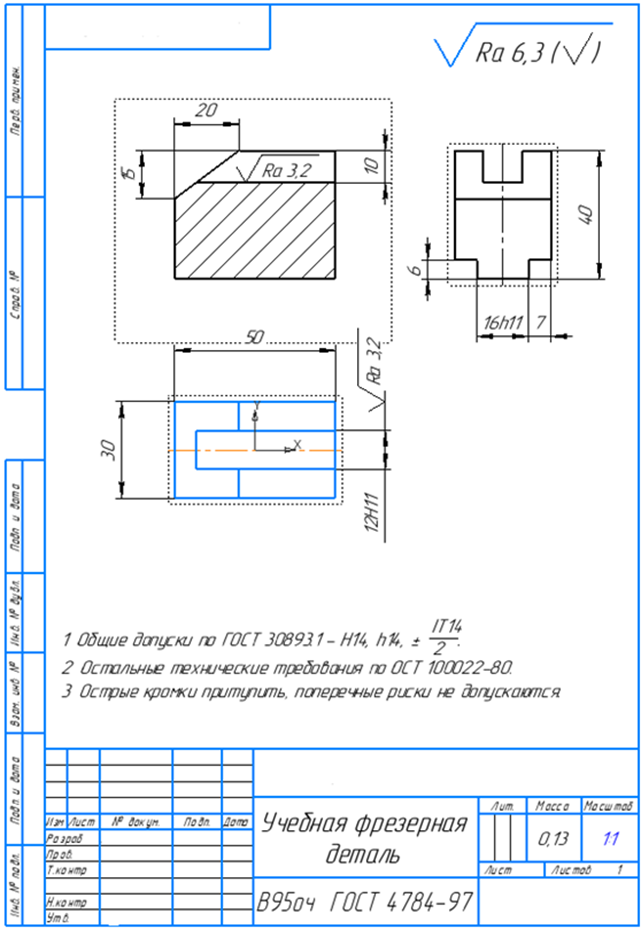 Ra 6,3 ( )
Перв. примен.
Справ. №
20
15
Ra 3,2
10
40
6
16h11
7
50
Ra 3,2
30
Y
X
12H11
1 Общие допуски по ГОСТ 30893.1 – H14, h14, ± IT14/2.
2 Остальные технические требования по ОСТ 100022-80.
3 Острые кромки притупить, поперечные риски не допускаются.
Подп. и дата
Инв. № дубл.
Взам. инв. №
Подп. и дата
Инв. № подл.
Изм. Лист № докум. Подп. Дата
Разраб.
Пров.
Т.контр.
Н.контр.
Утв.
Учебная фрезерная
деталь
В95оч ГОСТ 4784-97
Лит. Масса Масштаб
0,13 1:1
Лист Листов 1